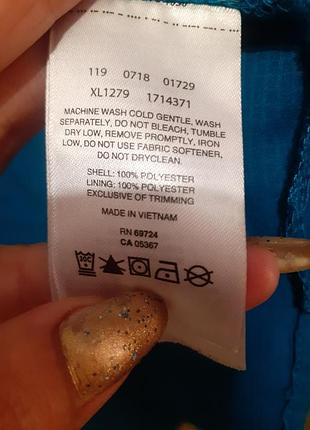 119 0718 01729
XL1279 1714371
MACHINE WASH COLD GENTLE, WASH
SEPARATELY, DO NOT BLEACH, TUMBLE
DRY LOW, REMOVE PROMPTLY, IRON
LOW, DO NOT USE FABRIC SOFTENER,
DO NOT DRYCLEAN.
SHELL: 100% POLYESTER
LINING: 100% POLYESTER
EXCLUSIVE OF TRIMMING
MADE IN VIETNAM
RN 69724
CA 05367